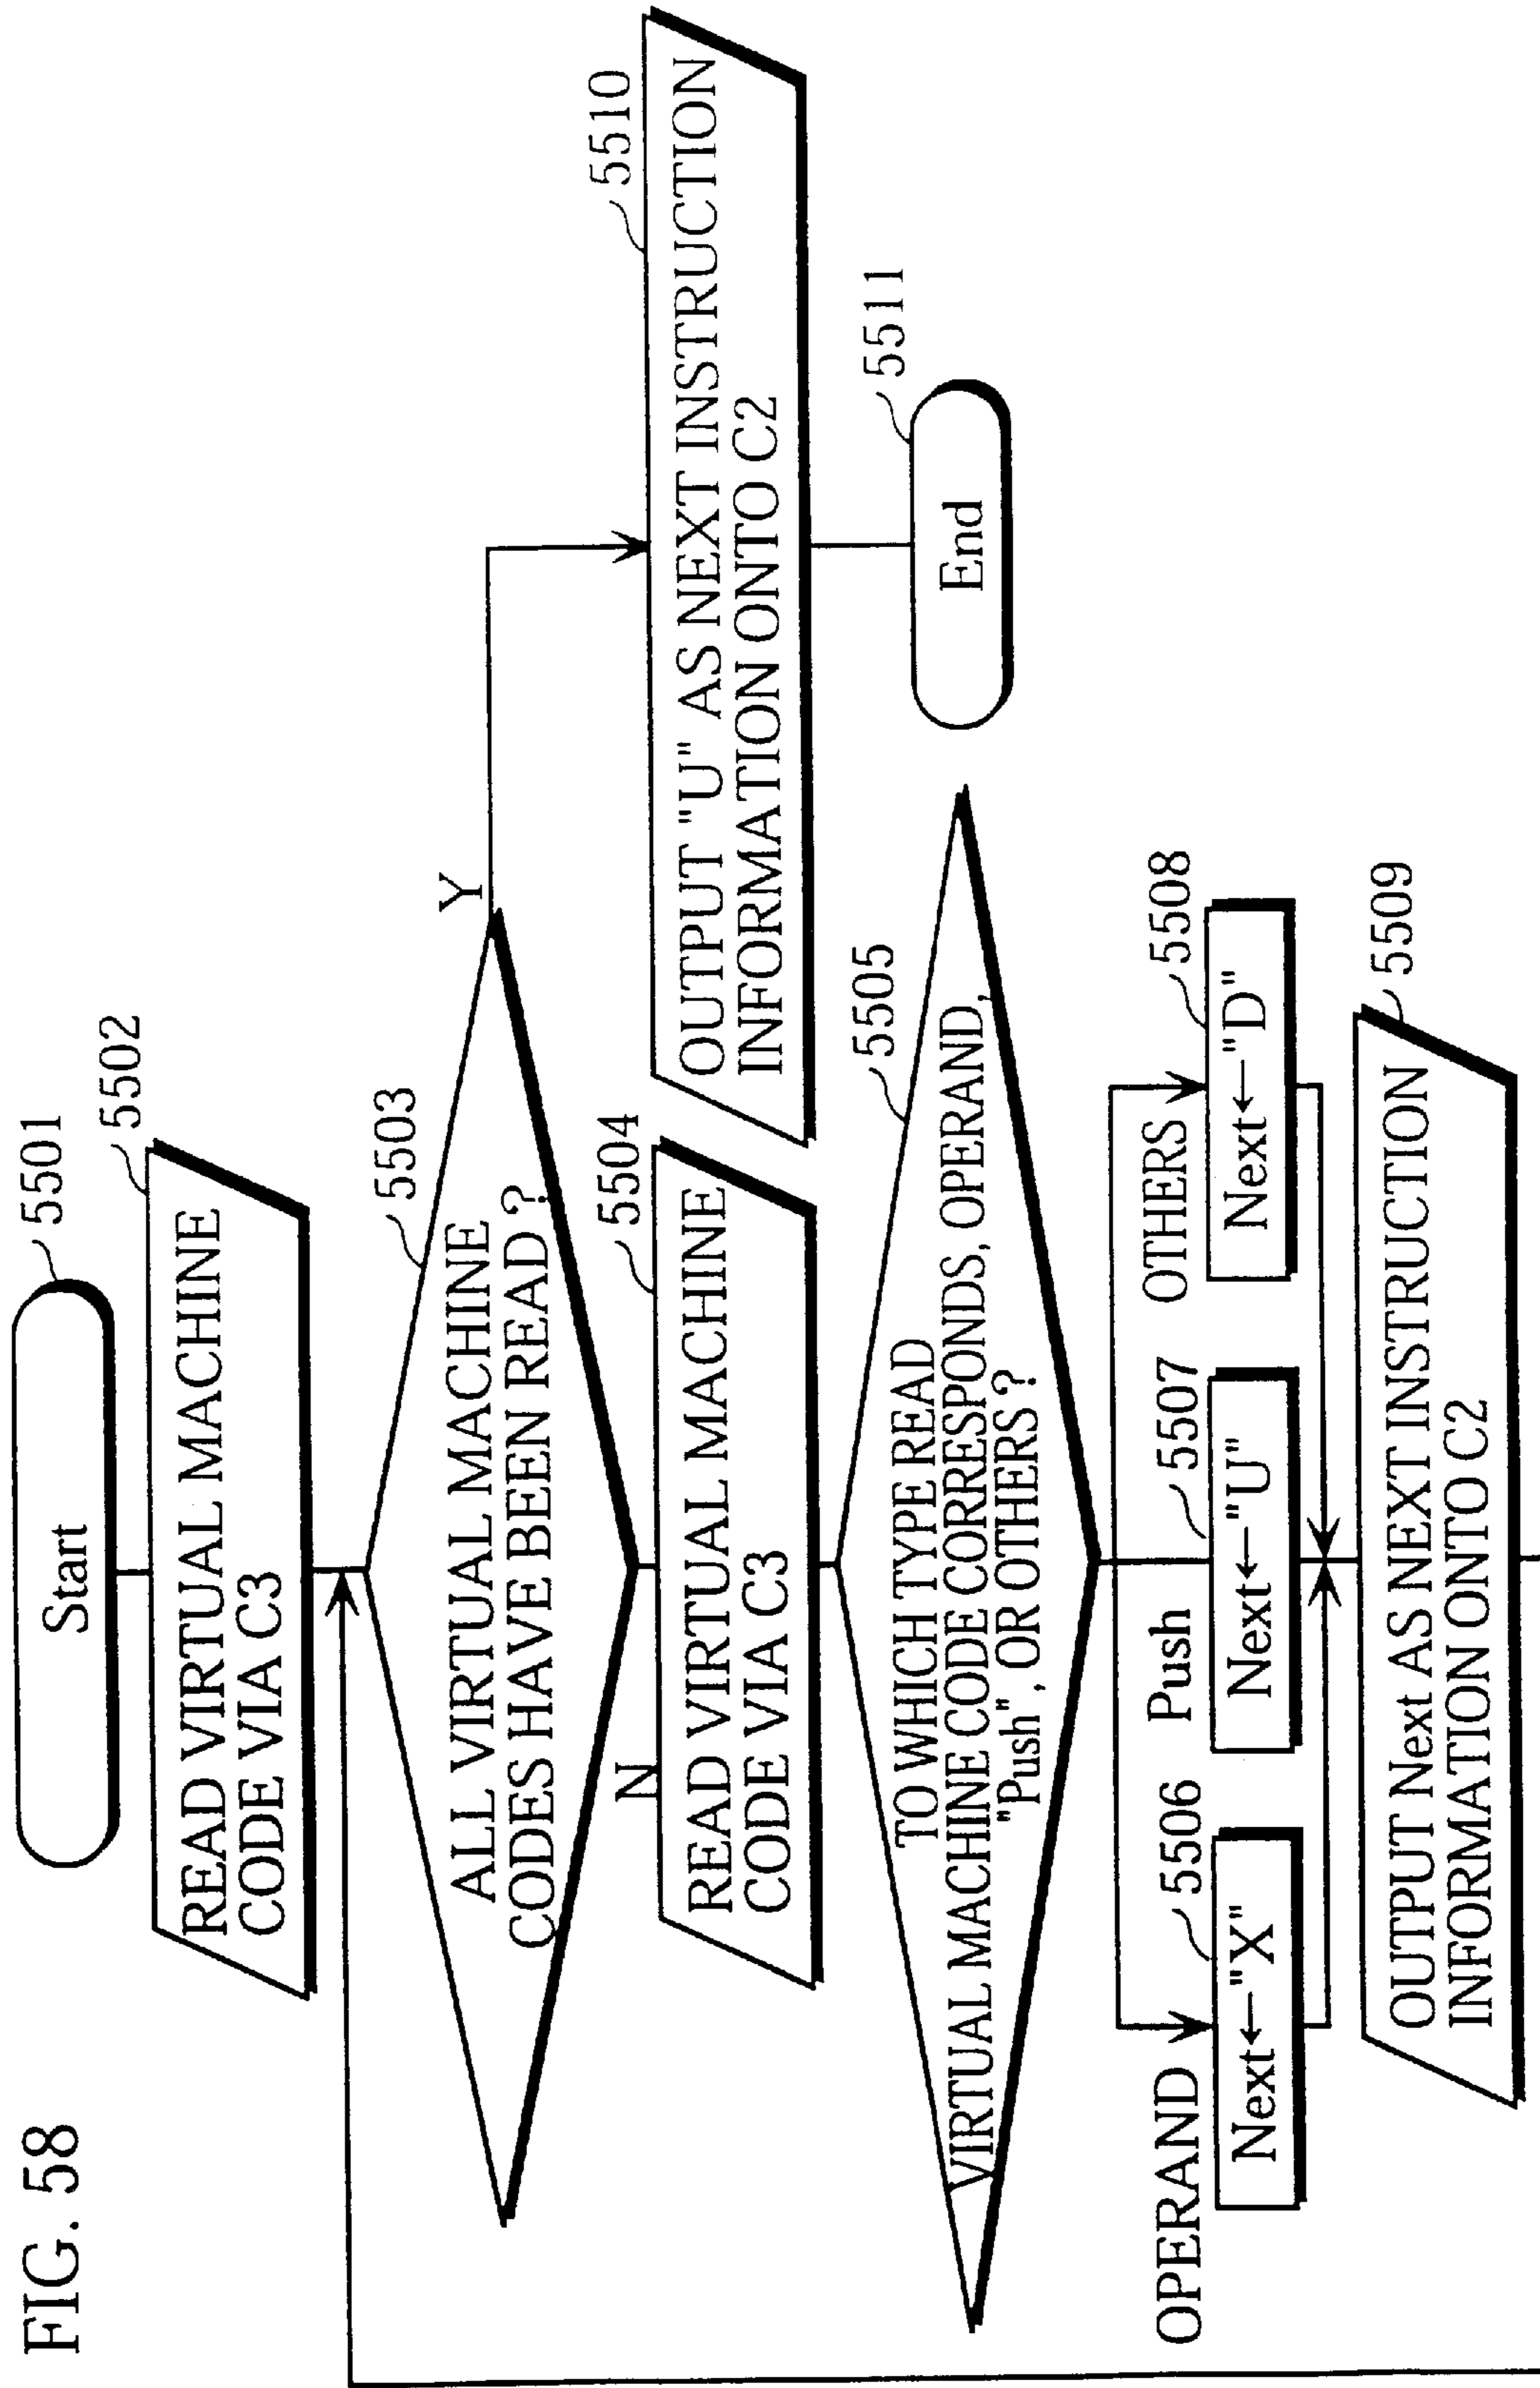 FIG. 58
Start
5501
5502
READ VIRTUAL MACHINE
CODE VIA C3
5503
ALL VIRTUAL MACHINE
CODES HAVE BEEN READ?
Y
N
5504
READ VIRTUAL MACHINE
CODE VIA C3
5510
OUTPUT "U" AS NEXT INSTRUCTION
INFORMATION ONTO C2
5511
End
5505
TO WHICH TYPE READ
VIRTUAL MACHINE CODE CORRESPONDS, OPERAND,
"Push", OR OTHERS?
OPERAND
5506
Push
5507
OTHERS
5508
Next←"X"
Next←"U"
Next←"D"
5509
OUTPUT Next AS NEXT INSTRUCTION
INFORMATION ONTO C2